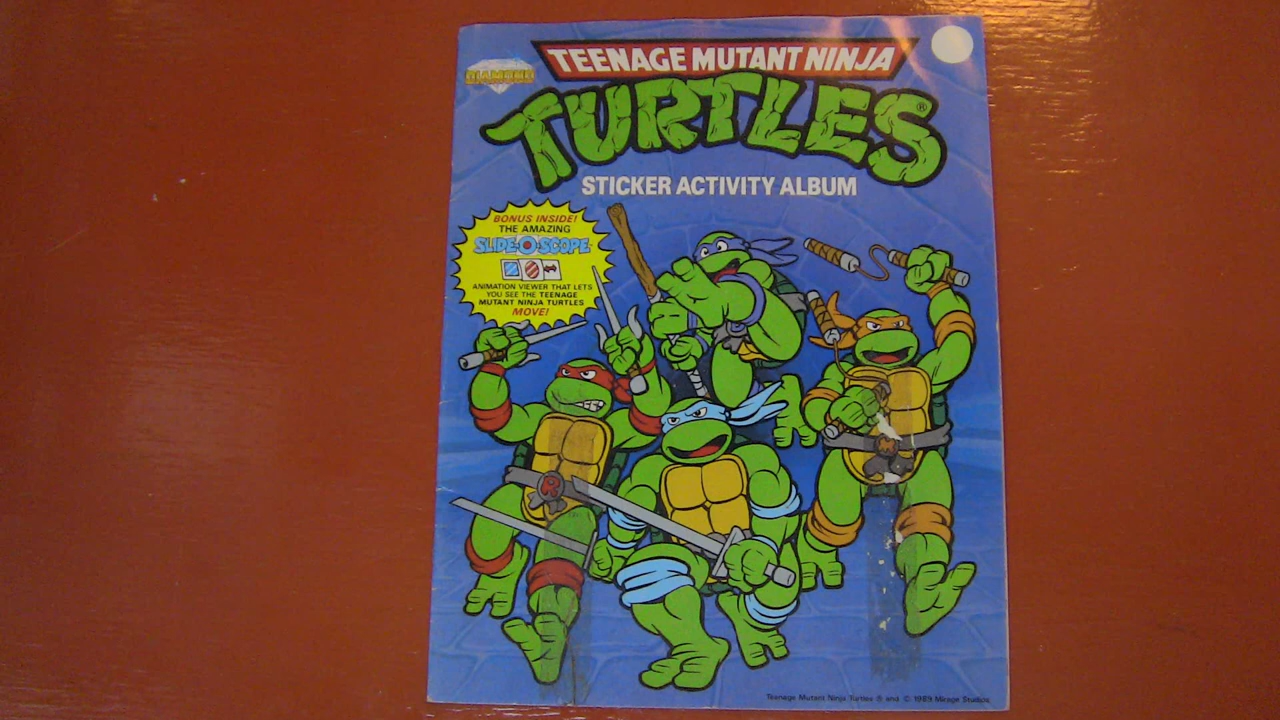 TEENAGE MUTANT NINJA
DIAMOND
TURTLES®
STICKER ACTIVITY ALBUM
BONUS INSIDE!
THE AMAZING
SLIDE-O-SCOPE
ANIMATION VIEWER THAT LETS
YOU SEE THE TEENAGE
MUTANT NINJA TURTLES
MOVE!
R
M
Teenage Mutant Ninja Turtles ® and © 1989 Mirage Studios